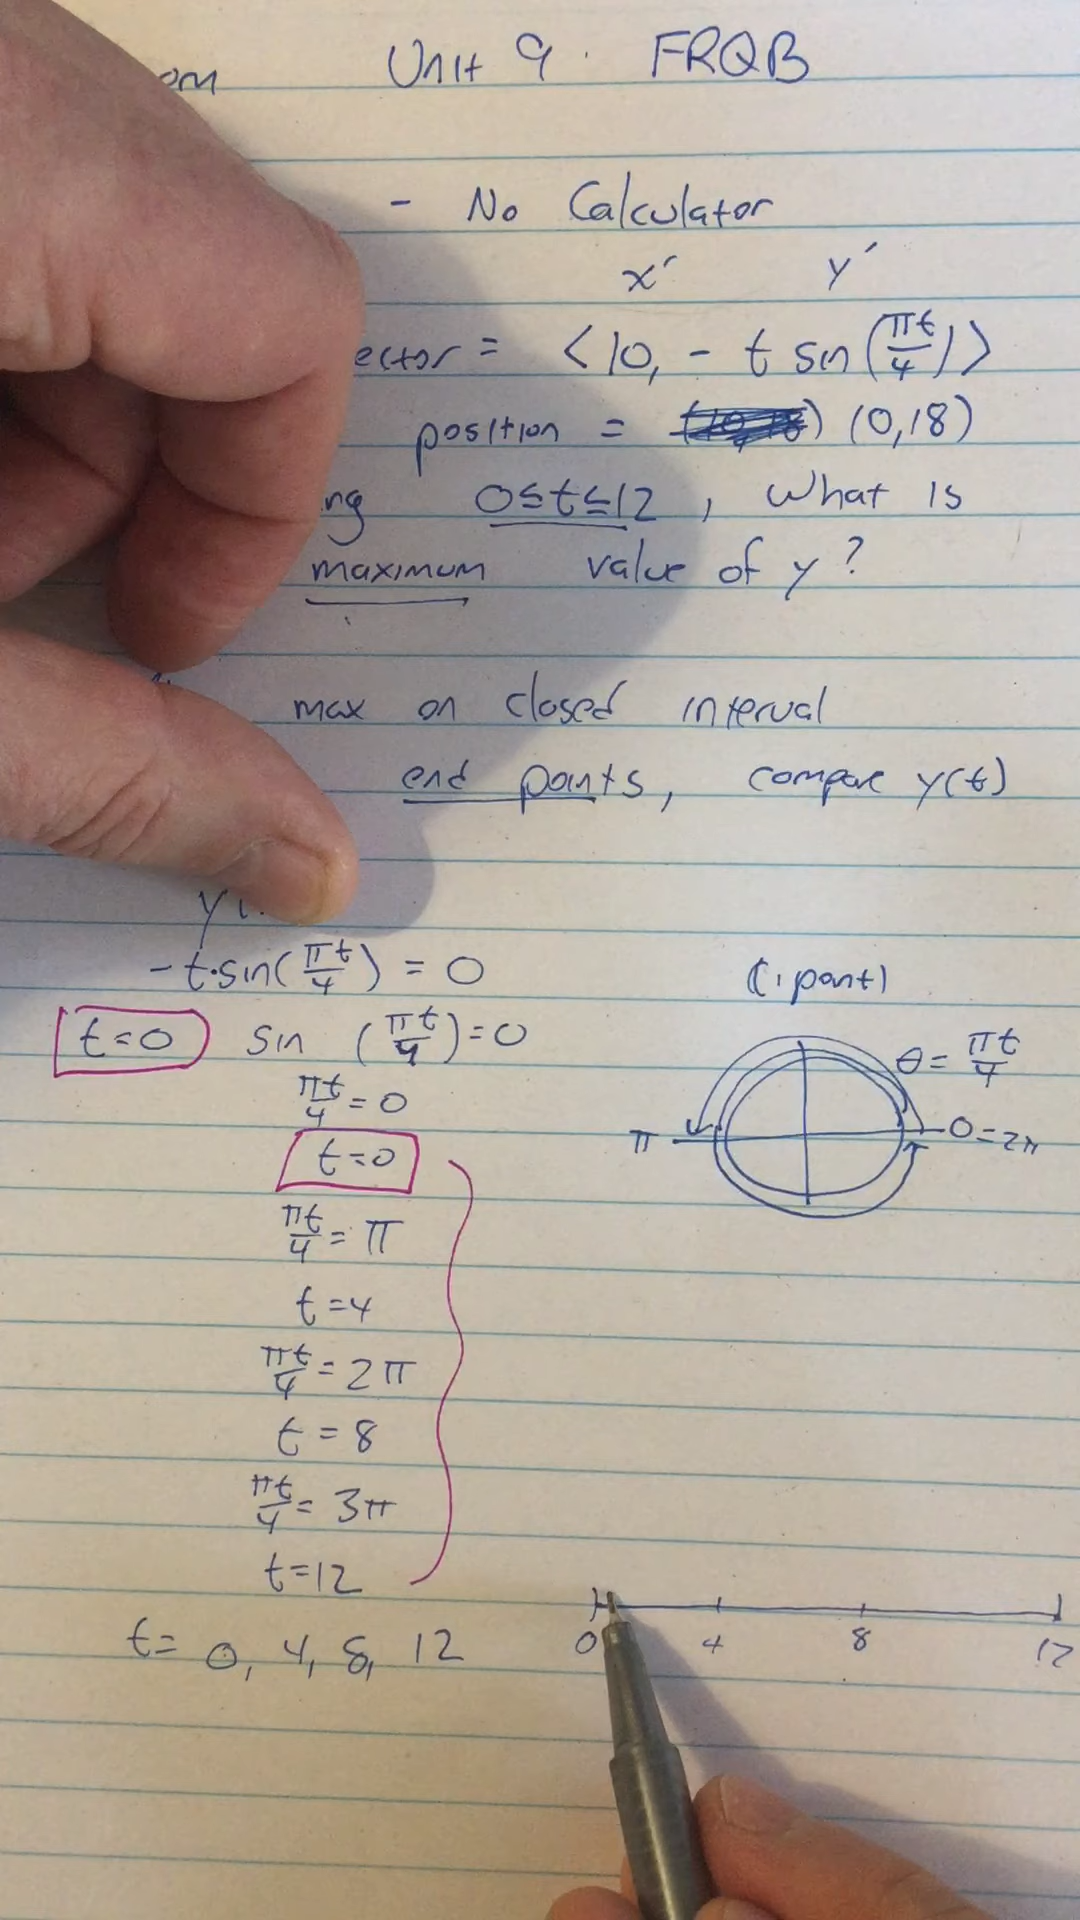 om Unit 9 · FRQB
- No Calculator
x' y'
ector = <10, - t sin(πt/4)>
position = (0,18)
ng 0≤t≤12, What is
maximum value of y?
max on closed interval
end points, compare y(t)
y'
-t·sin(πt/4) = 0 (1 point)
t=0 sin (πt/4)=0
θ = πt/4
πt/4 = 0
π 0=2π
t=0
πt/4 = π
t=4
πt/4 = 2π
t = 8
πt/4 = 3π
t=12
t= 0, 4, 8, 12
0 4 8 12